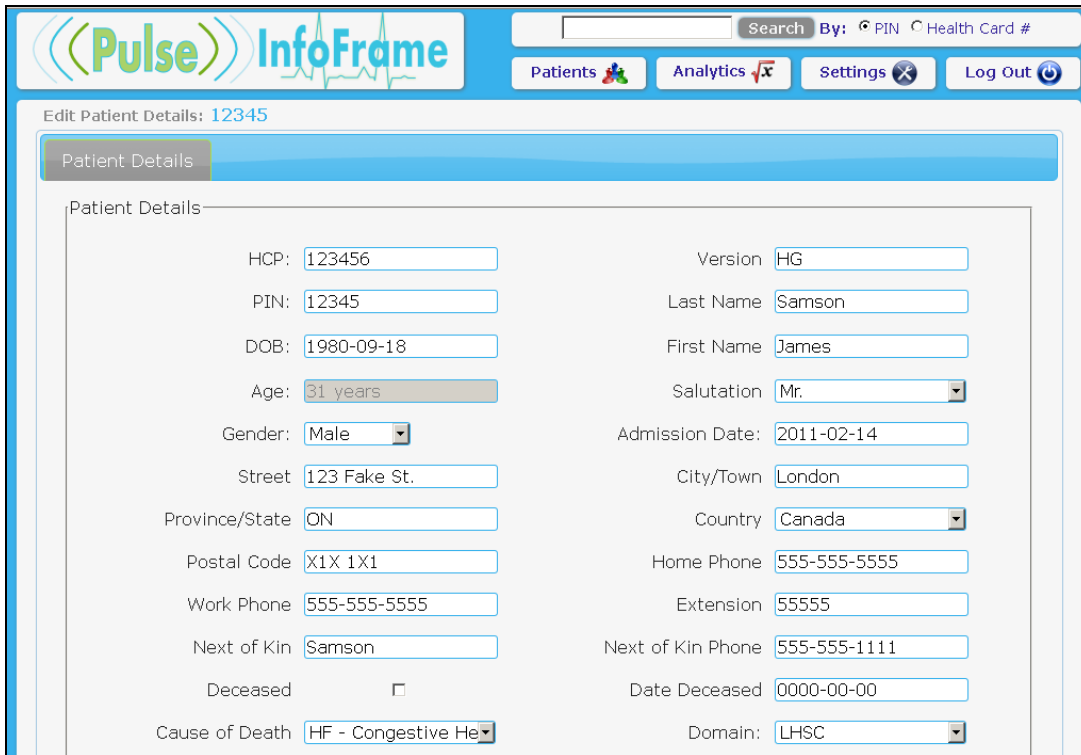 ((Pulse)) InfoFrame
Search By: PIN Health Card #
Patients Analytics √x Settings Log Out
Edit Patient Details: 12345
Patient Details
Patient Details
HCP: 123456 Version HG
PIN: 12345 Last Name Samson
DOB: 1980-09-18 First Name James
Age: 31 years Salutation Mr.
Gender: Male Admission Date: 2011-02-14
Street 123 Fake St. City/Town London
Province/State ON Country Canada
Postal Code X1X 1X1 Home Phone 555-555-5555
Work Phone 555-555-5555 Extension 55555
Next of Kin Samson Next of Kin Phone 555-555-1111
Deceased Date Deceased 0000-00-00
Cause of Death HF - Congestive He Domain: LHSC